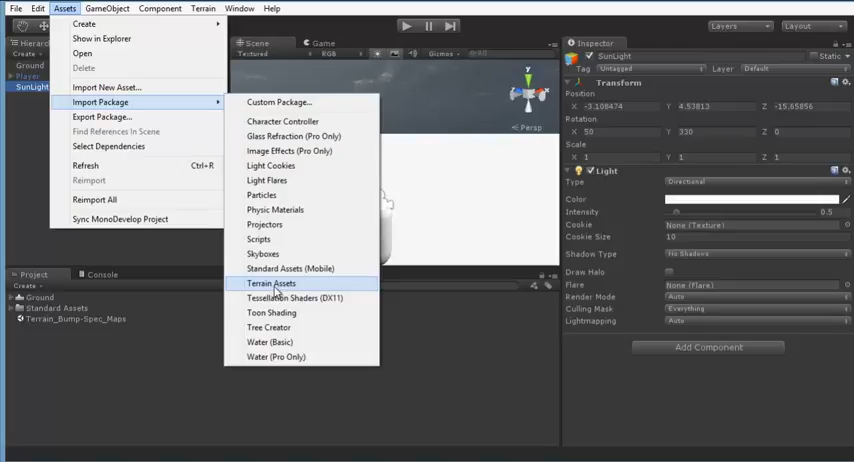 File Edit Assets GameObject Component Terrain Window Help
Layers Layout
Hierarch
Create
Ground
Player
SunLight
Create
Show in Explorer
Open
Delete
Import New Asset...
Import Package
Export Package...
Find References In Scene
Select Dependencies
Refresh Ctrl+R
Reimport
Reimport All
Sync MonoDevelop Project
Custom Package...
Character Controller
Glass Refraction (Pro Only)
Image Effects (Pro Only)
Light Cookies
Light Flares
Particles
Physic Materials
Projectors
Scripts
Skyboxes
Standard Assets (Mobile)
Terrain Assets
Tessellation Shaders (DX11)
Toon Shading
Tree Creator
Water (Basic)
Water (Pro Only)
Scene Game
Textured RGB Gizmos All
y
Persp
Project Console
Create
Ground
Standard Assets
Terrain_Bump-Spec_Maps
Inspector
SunLight Static
Tag Untagged Layer Default
Transform
Position
X -3.108474 Y 4.53813 Z -15.65856
Rotation
X 50 Y 330 Z 0
Scale
X 1 Y 1 Z 1
Light
Type Directional
Color
Intensity 0.5
Cookie None (Texture)
Cookie Size 10
Shadow Type No Shadows
Draw Halo
Flare None (Flare)
Render Mode Auto
Culling Mask Everything
Lightmapping Auto
Add Component